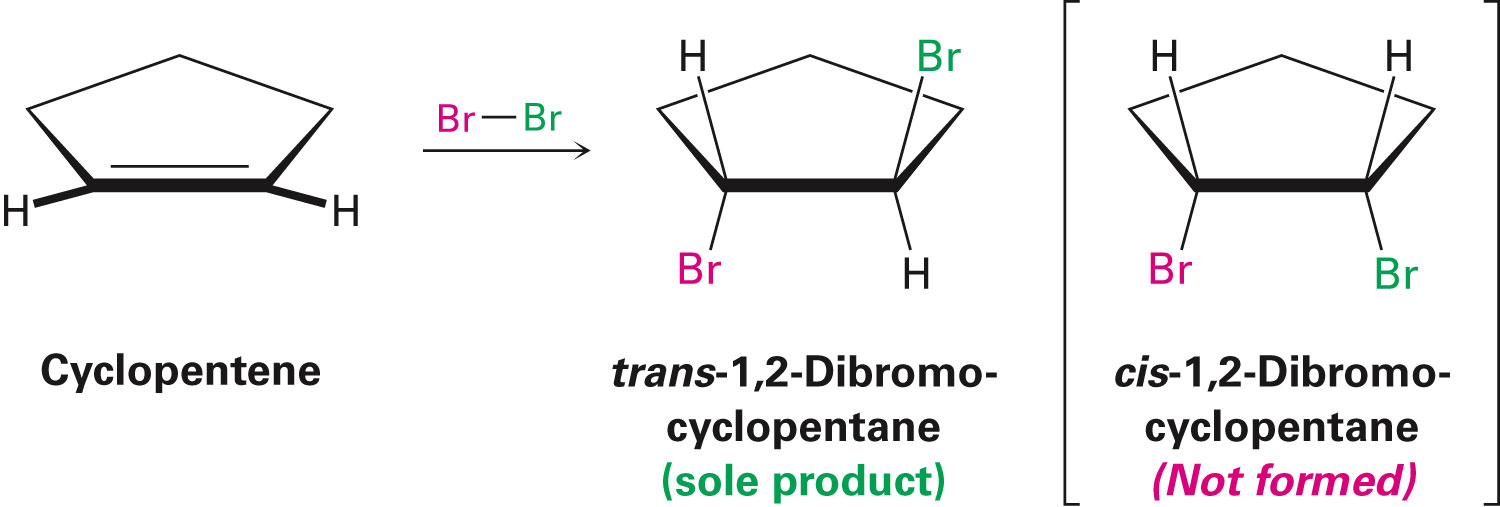 Br—Br
H H
H Br
Br H
H H
Br Br
Cyclopentene
trans-1,2-Dibromo-
cyclopentane
(sole product)
cis-1,2-Dibromo-
cyclopentane
(Not formed)